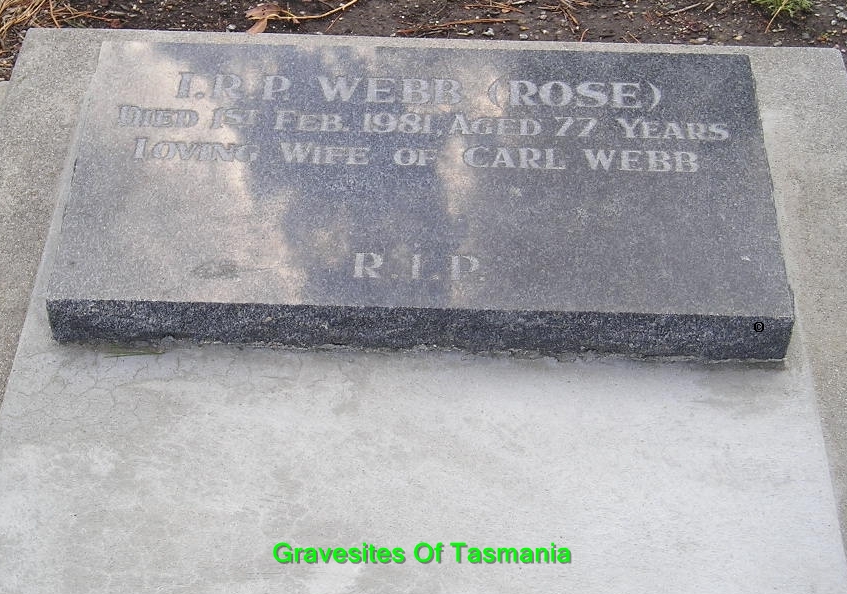 I.R.P. WEBB (ROSE)
DIED 1ST FEB. 1981, AGED 77 YEARS
LOVING WIFE OF CARL WEBB
R.I.P.
Gravesites Of Tasmania